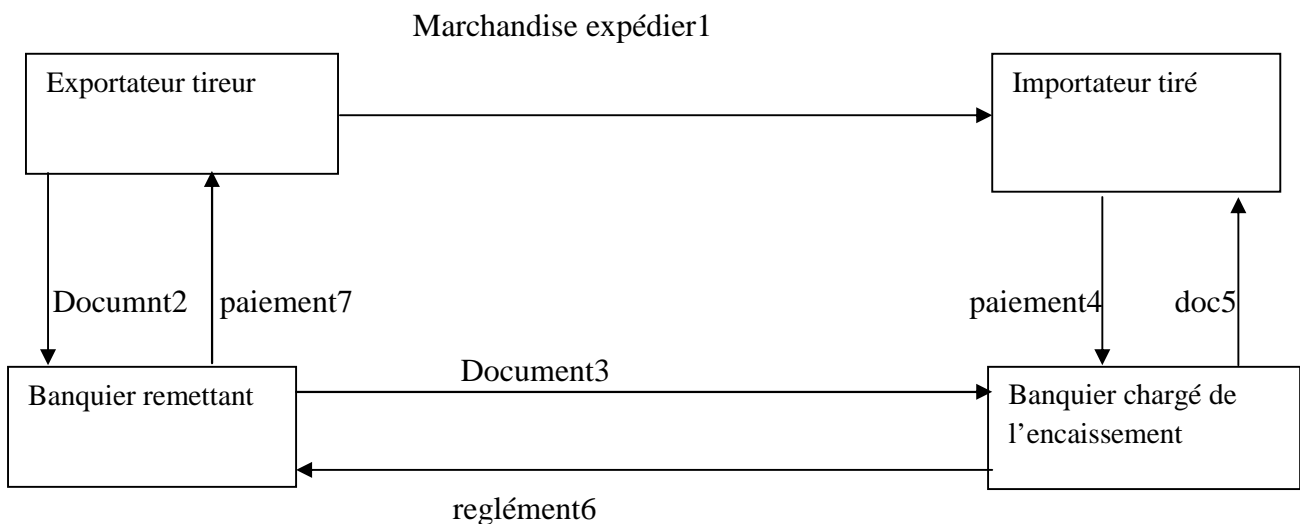 Marchandise expédier1
Exportateur tireur
Importateur tiré
Documnt2
paiement7
paiement4
doc5
Document3
Banquier remettant
Banquier chargé de
l’encaissement
reglément6